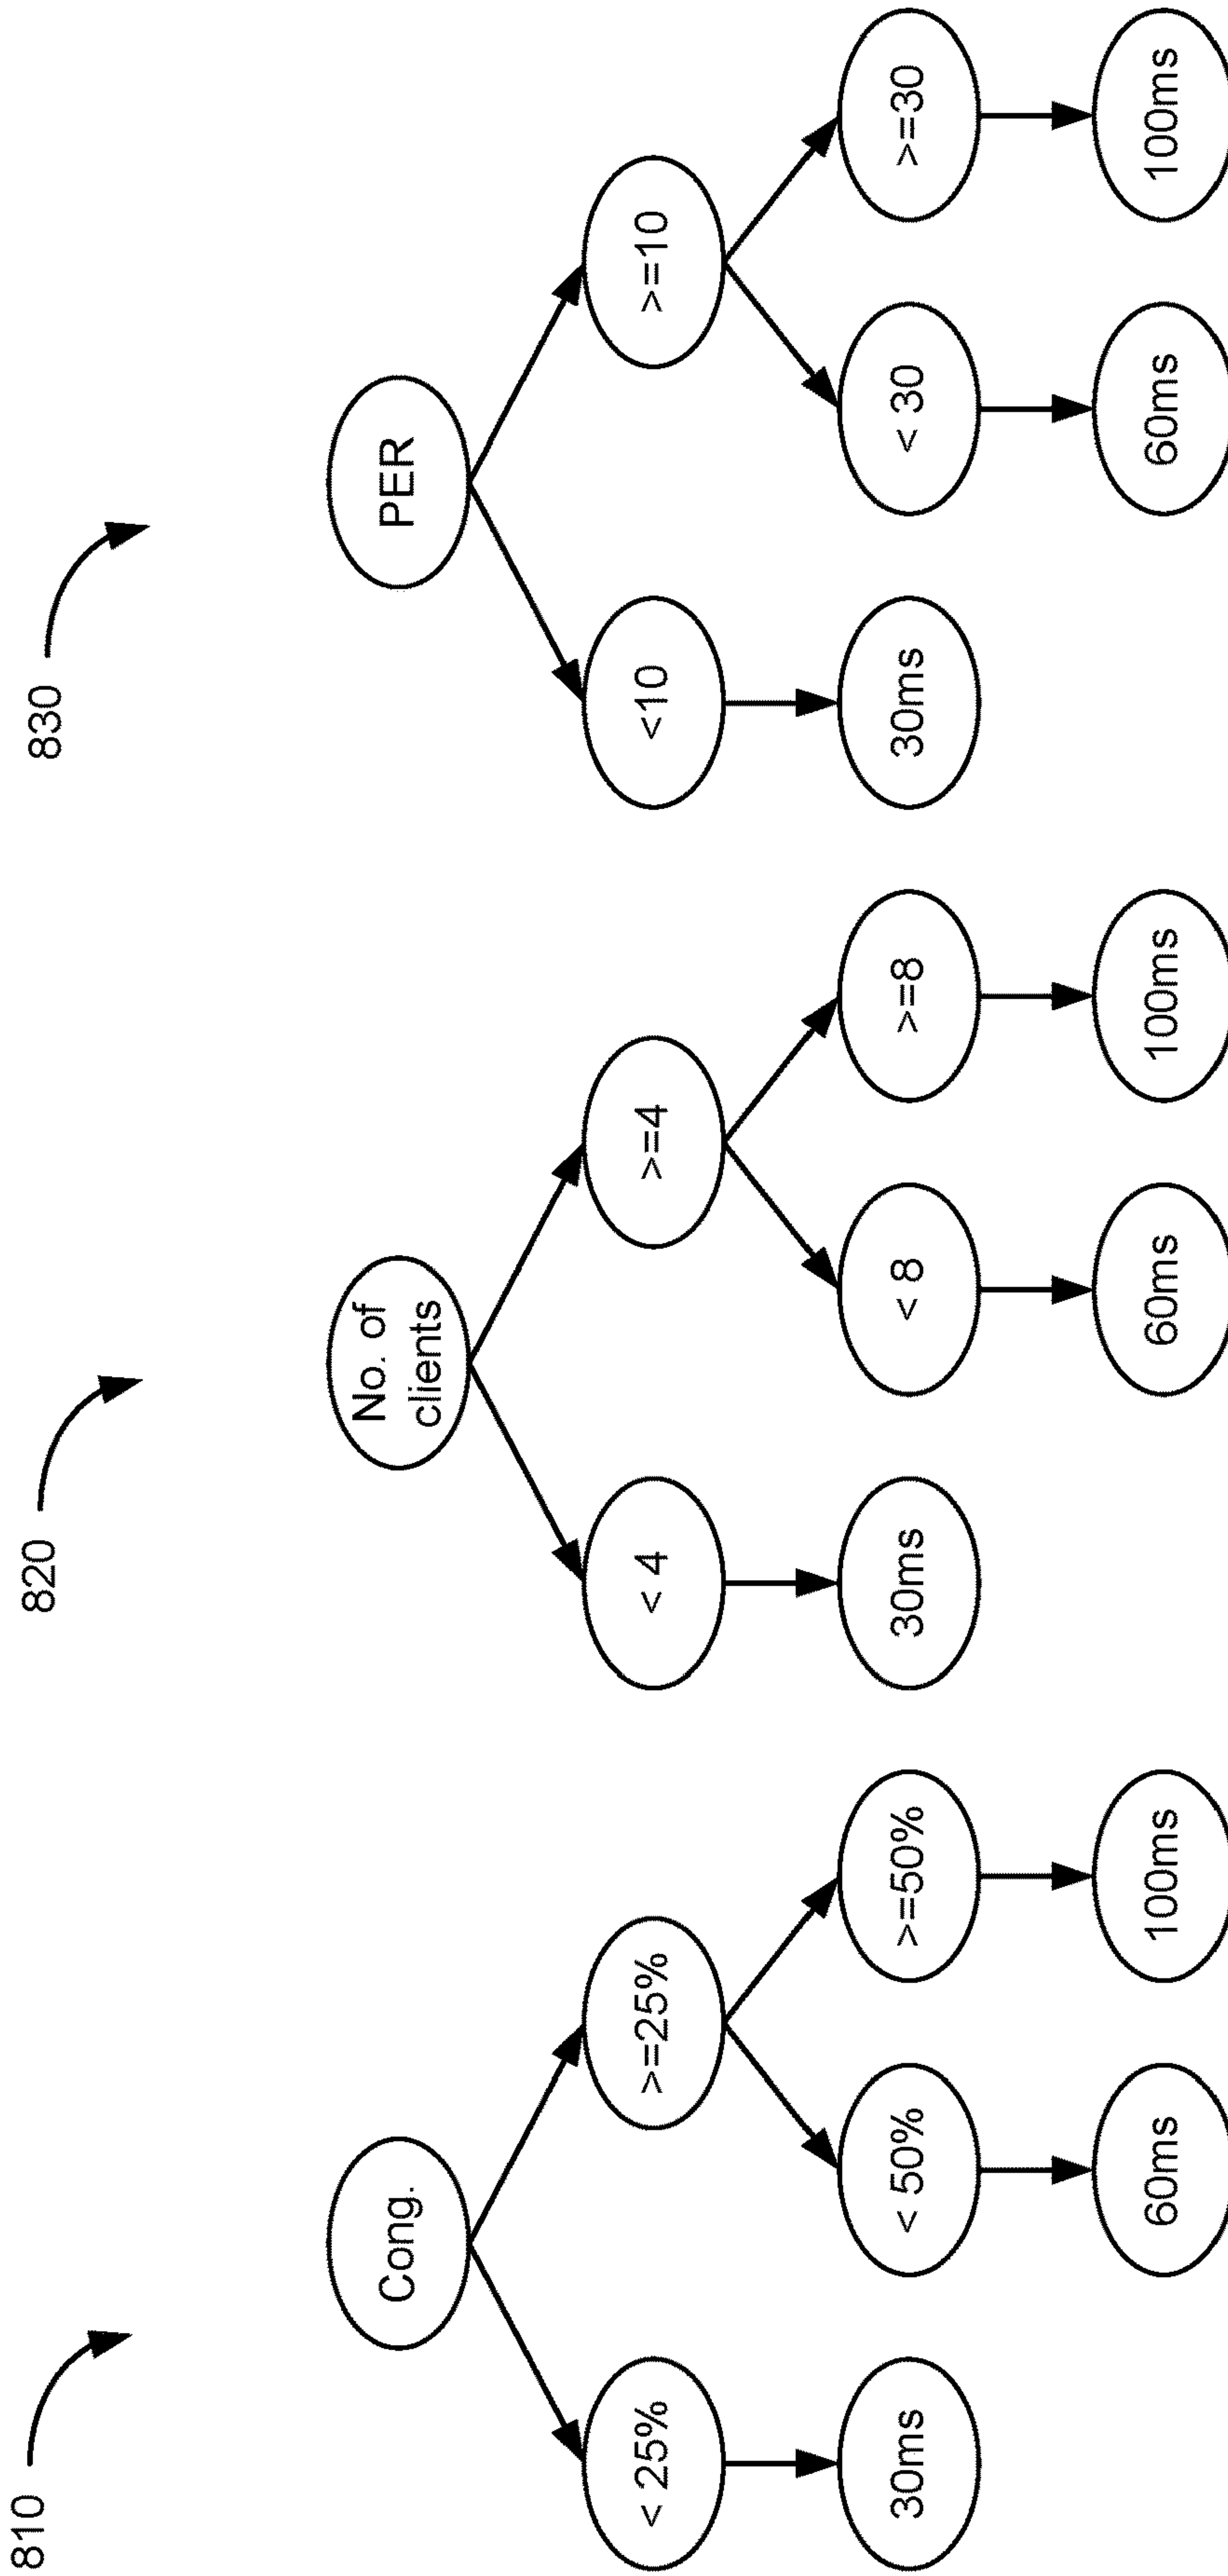 810
Cong.
< 25%
>=25%
30ms
< 50%
>=50%
60ms
100ms
820
No. of
clients
< 4
>=4
30ms
< 8
>=8
60ms
100ms
830
PER
<10
>=10
30ms
< 30
>=30
60ms
100ms